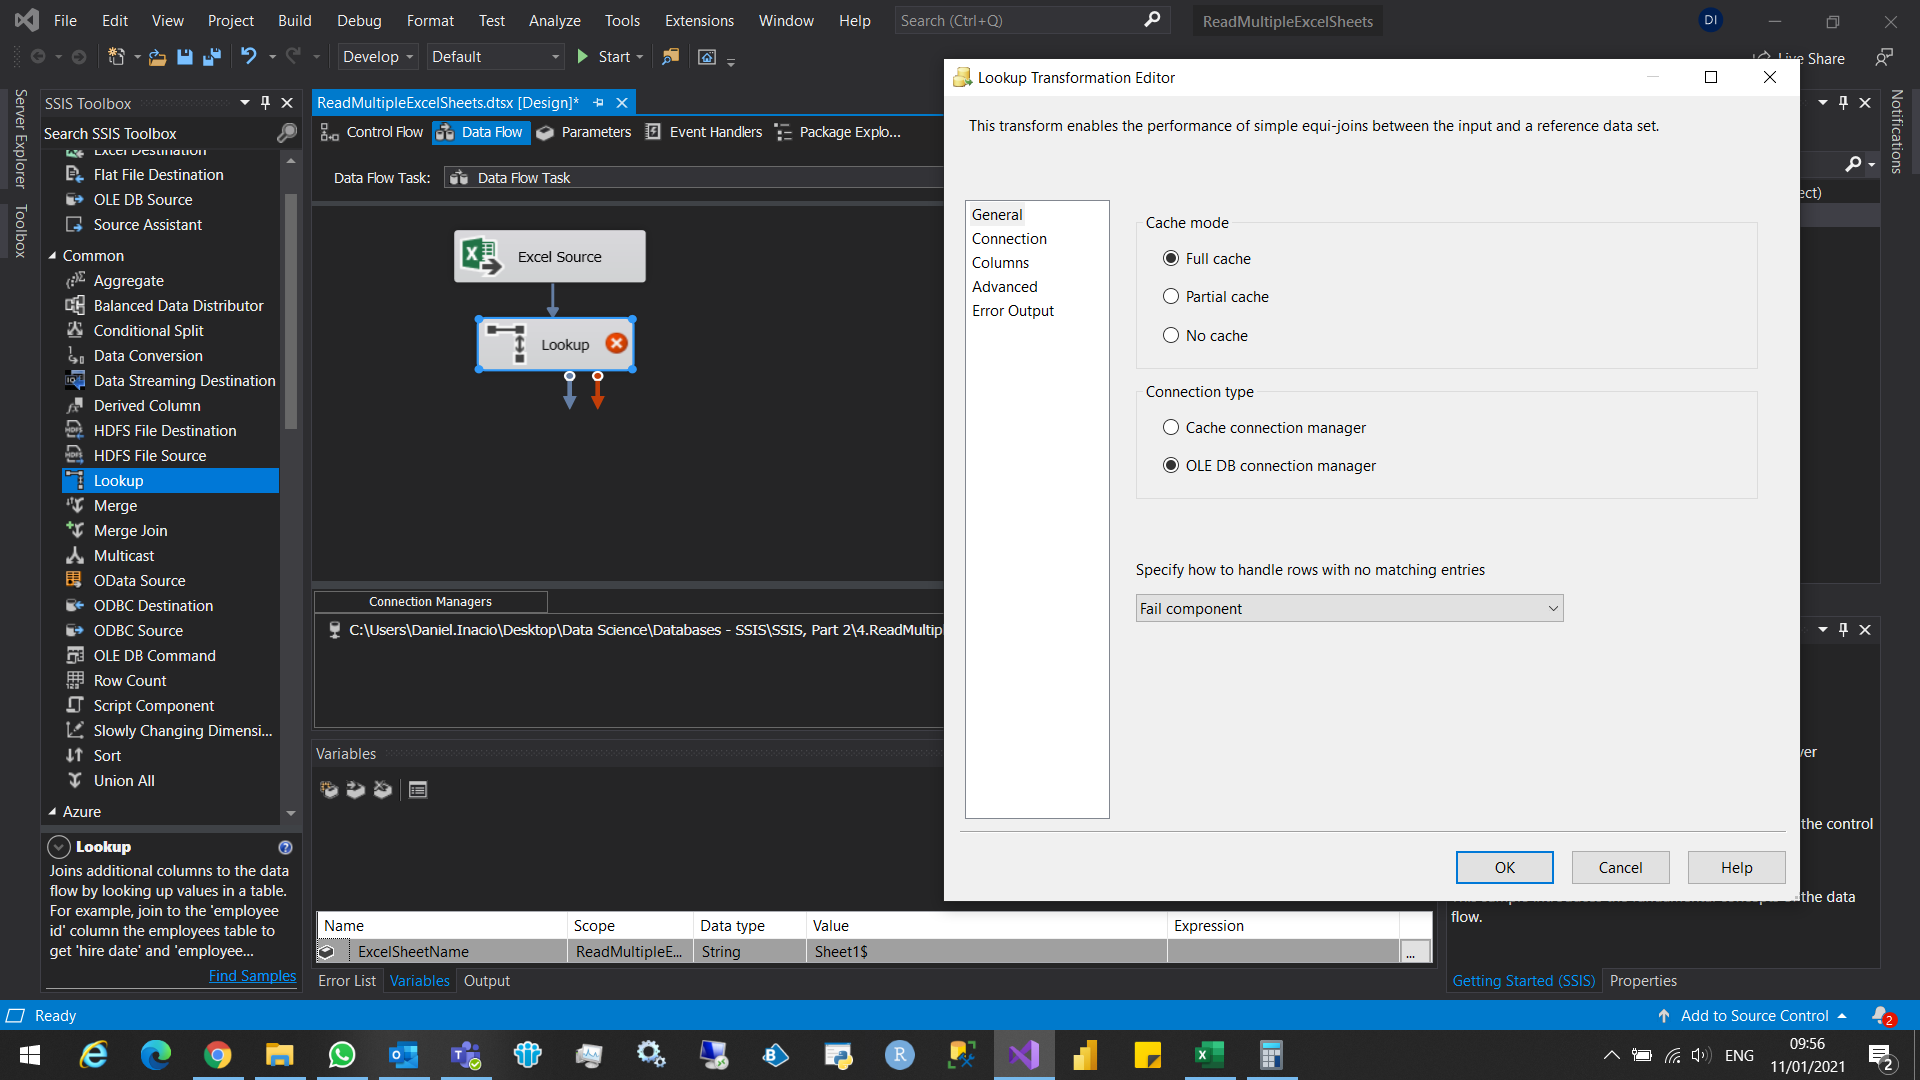 File Edit View Project Build Debug Format Test Analyze Tools Extensions Window Help Search (Ctrl+Q) ReadMultipleExcelSheets DI
Develop Default Start Live Share
Server Explorer
Toolbox
SSIS Toolbox
Search SSIS Toolbox
Excel Destination
Flat File Destination
OLE DB Source
Source Assistant
Common
Aggregate
Balanced Data Distributor
Conditional Split
Data Conversion
Data Streaming Destination
Derived Column
HDFS File Destination
HDFS File Source
Lookup
Merge
Merge Join
Multicast
OData Source
ODBC Destination
ODBC Source
OLE DB Command
Row Count
Script Component
Slowly Changing Dimensi...
Sort
Union All
Azure
Lookup
Joins additional columns to the data
flow by looking up values in a table.
For example, join to the 'employee
id' column the employees table to
get 'hire date' and 'employee...
Find Samples
ReadMultipleExcelSheets.dtsx [Design]*
Control Flow Data Flow Parameters Event Handlers Package Explo...
Data Flow Task: Data Flow Task
Excel Source
Lookup
Connection Managers
C:\Users\Daniel.Inacio\Desktop\Data Science\Databases - SSIS\SSIS, Part 2\4.ReadMultipl
Variables
Name Scope Data type Value Expression
ExcelSheetName ReadMultipleE... String Sheet1$ ...
Error List Variables Output
Lookup Transformation Editor
This transform enables the performance of simple equi-joins between the input and a reference data set.
General
Connection
Columns
Advanced
Error Output
Cache mode
Full cache
Partial cache
No cache
Connection type
Cache connection manager
OLE DB connection manager
Specify how to handle rows with no matching entries
Fail component
OK Cancel Help
Notifications
ect)
ver
the control
the data
flow.
Getting Started (SSIS) Properties
Ready Add to Source Control 2
ENG 09:56
11/01/2021 2